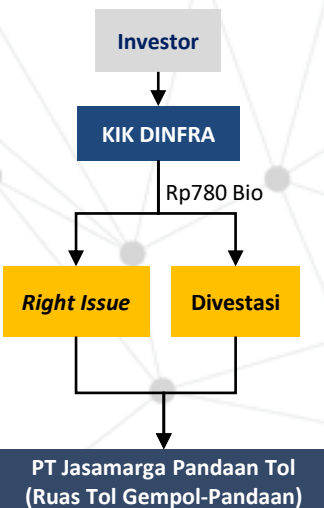 Investor
KIK DINFRA
Rp780 Bio
Right Issue
Divestasi
PT Jasamarga Pandaan Tol
(Ruas Tol Gempol-Pandaan)